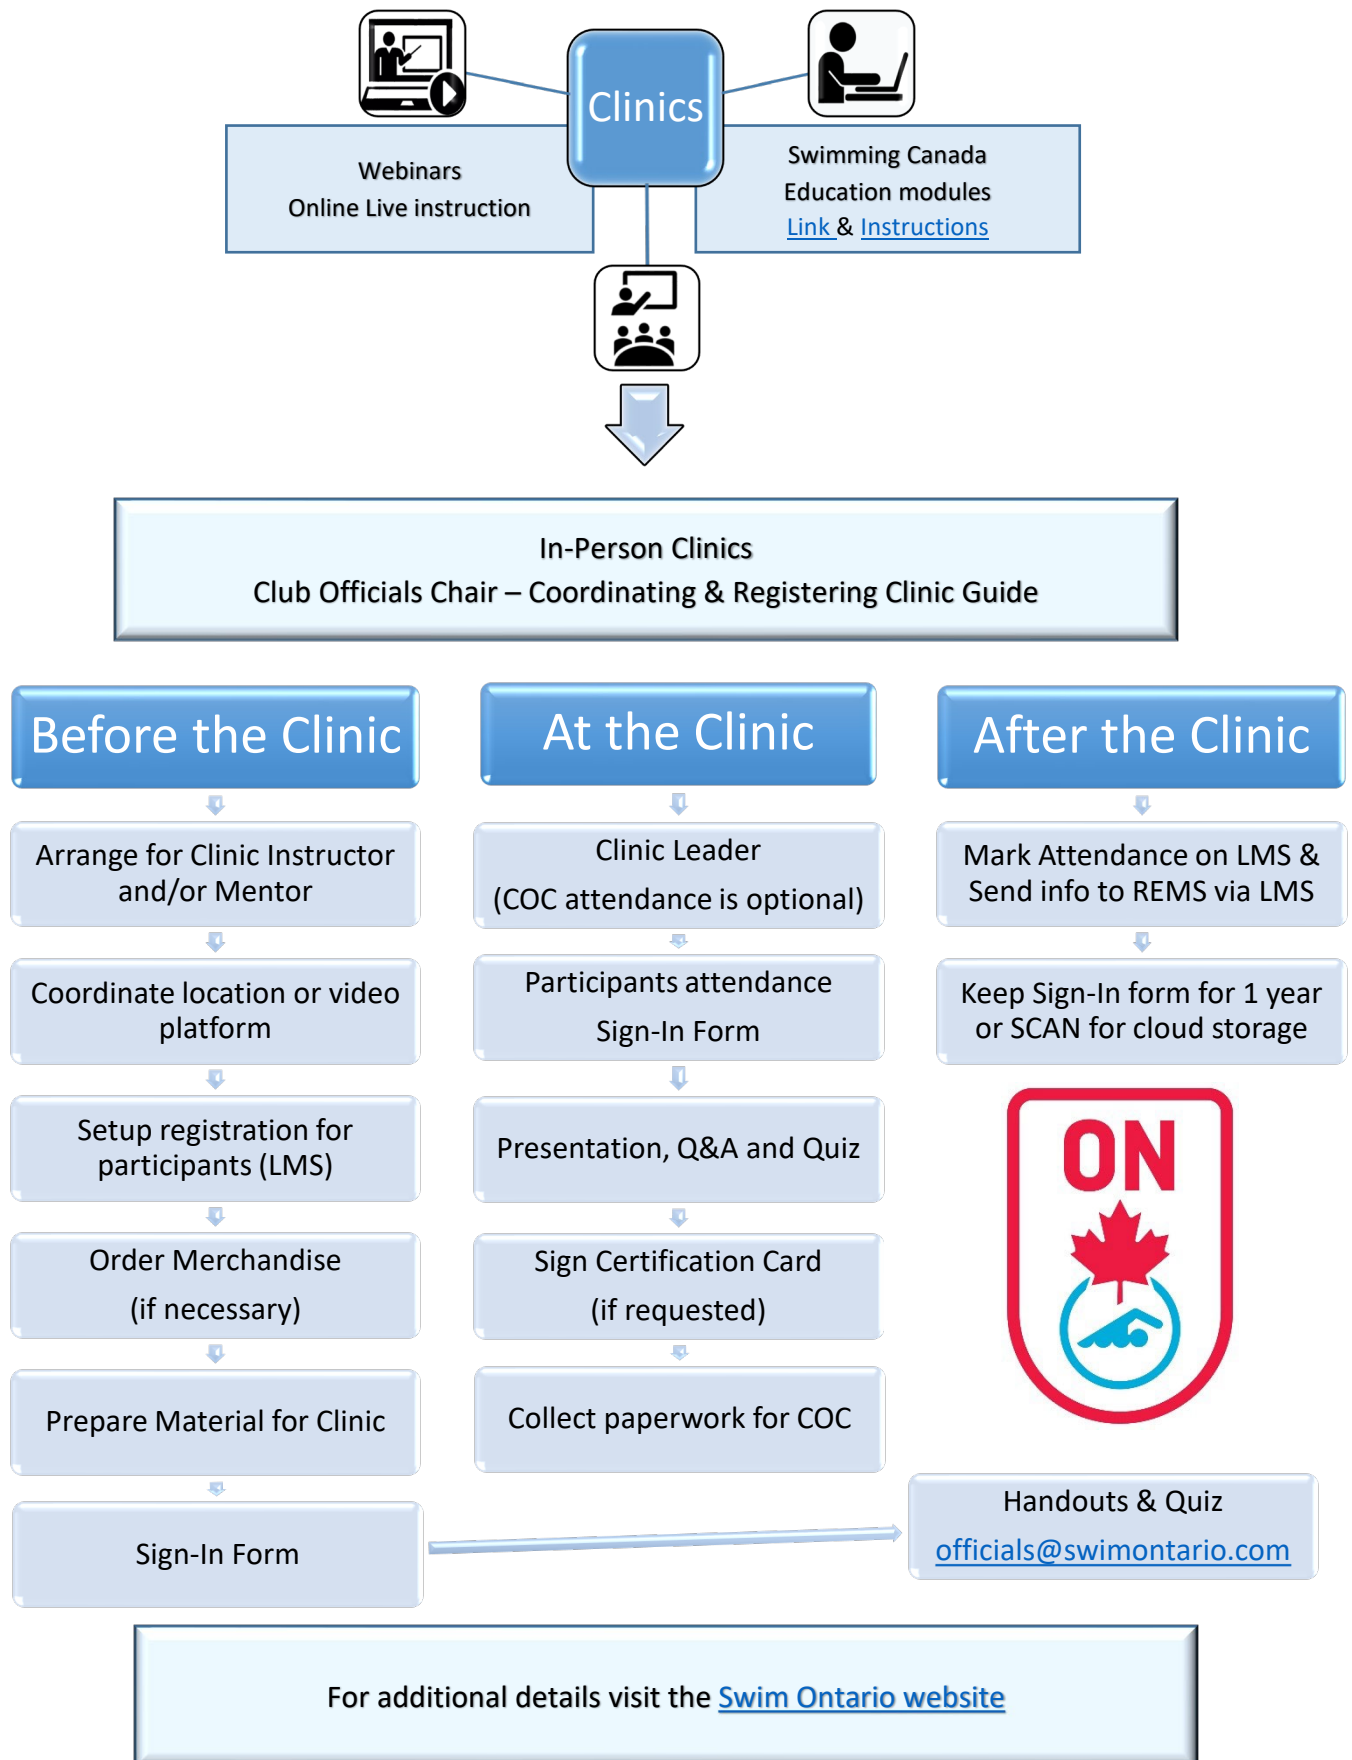 Clinics
Webinars
Online Live instruction
Swimming Canada
Education modules
Link & Instructions
In-Person Clinics
Club Officials Chair – Coordinating & Registering Clinic Guide
Before the Clinic
Arrange for Clinic Instructor
and/or Mentor
Coordinate location or video
platform
Setup registration for
participants (LMS)
Order Merchandise
(if necessary)
Prepare Material for Clinic
Sign-In Form
At the Clinic
Clinic Leader
(COC attendance is optional)
Participants attendance
Sign-In Form
Presentation, Q&A and Quiz
Sign Certification Card
(if requested)
Collect paperwork for COC
After the Clinic
Mark Attendance on LMS &
Send info to REMS via LMS
Keep Sign-In form for 1 year
or SCAN for cloud storage
ON
Handouts & Quiz
officials@swimontario.com
For additional details visit the Swim Ontario website